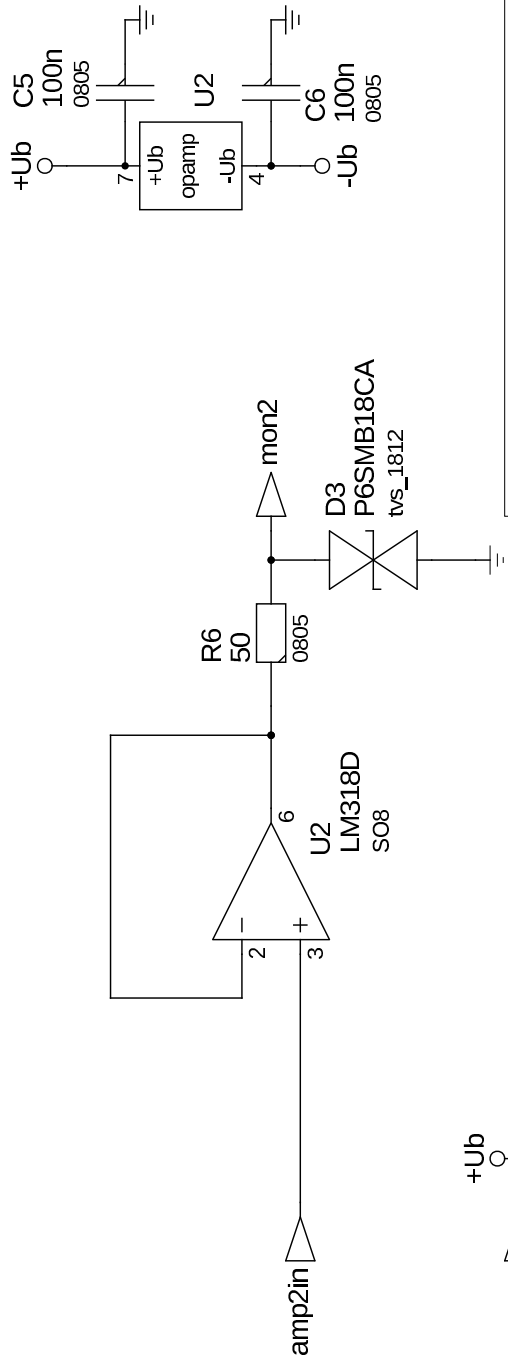 +Ub
C5
100n
0805
7
+Ub
opamp
-Ub
U2
4
C6
100n
0805
-Ub
mon2
D3
P6SMB18CA
tvs_1812
R6
50
0805
6
U2
LM318D
SO8
−
2
+
3
+Ub
amp2in